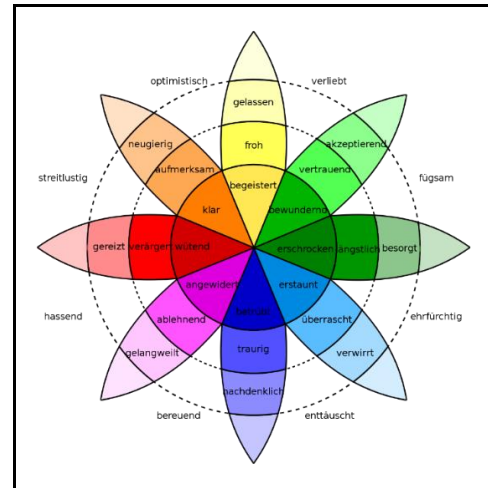 optimistisch
verliebt
gelassen
neugierig
akzeptierend
froh
aufmerksam
vertrauend
streitlustig
fügsam
begeistert
klar
bewundernd
gereizt
verärgert
wütend
erschrocken
ängstlich
besorgt
angewidert
erstaunt
hassend
ablehnend
überrascht
ehrfürchtig
traurig
gelangweilt
verwirrt
nachdenklich
bereuend
enttäuscht